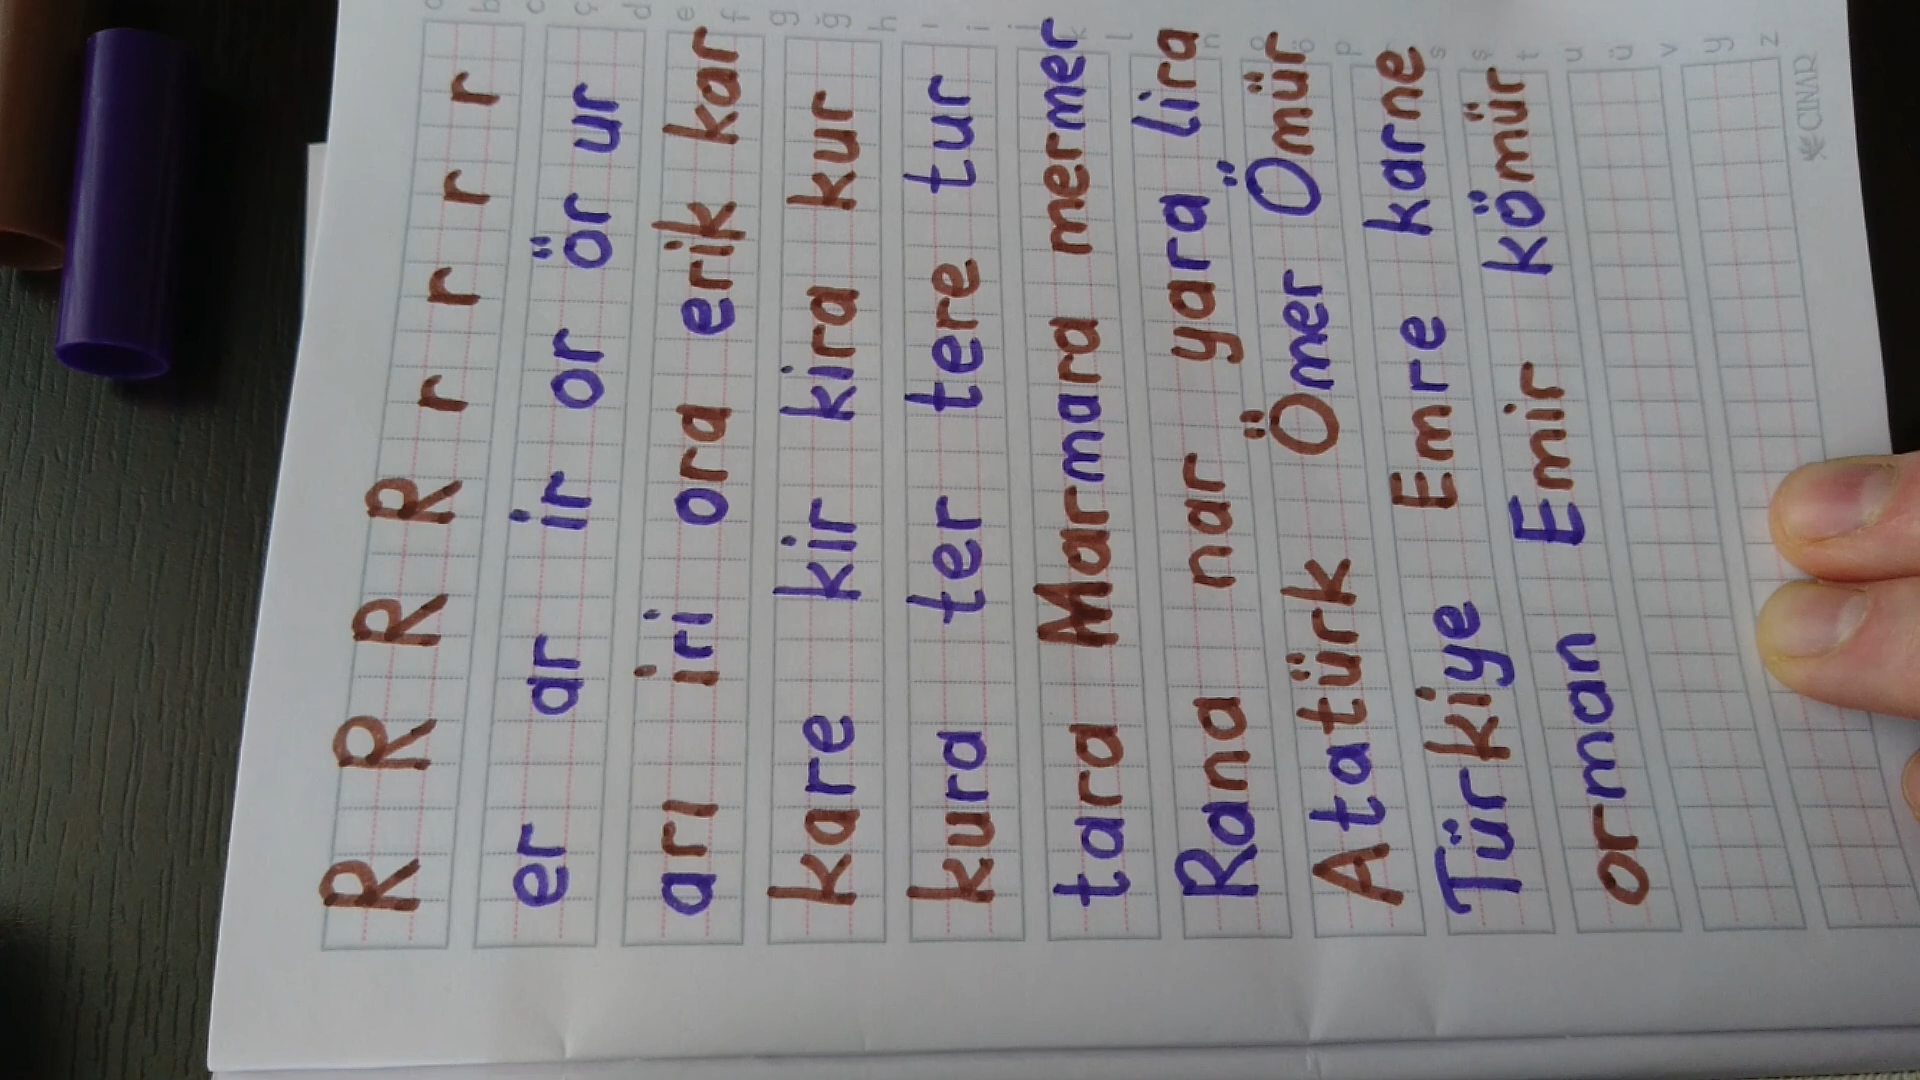 R R R R r r r r
er ar ir or ör ur
arı iri ora erik kar
kare kir kira kur
kura ter tere tur
tara Marmara mermer
Rana nar yara lira
Atatürk Ömer Ömür
Türkiye Emre karne
orman Emir kömür
a b c ç d e f g ğ h ı i j k l n o ö p s ş t u ü v y z
ÇINAR